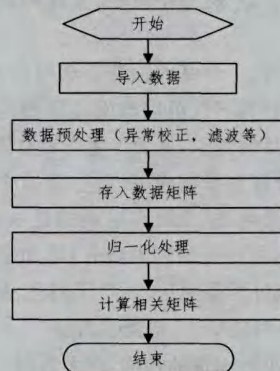 开始
导入数据
数据预处理（异常校正，滤波等）
存入数据矩阵
归一化处理
计算相关矩阵
结束